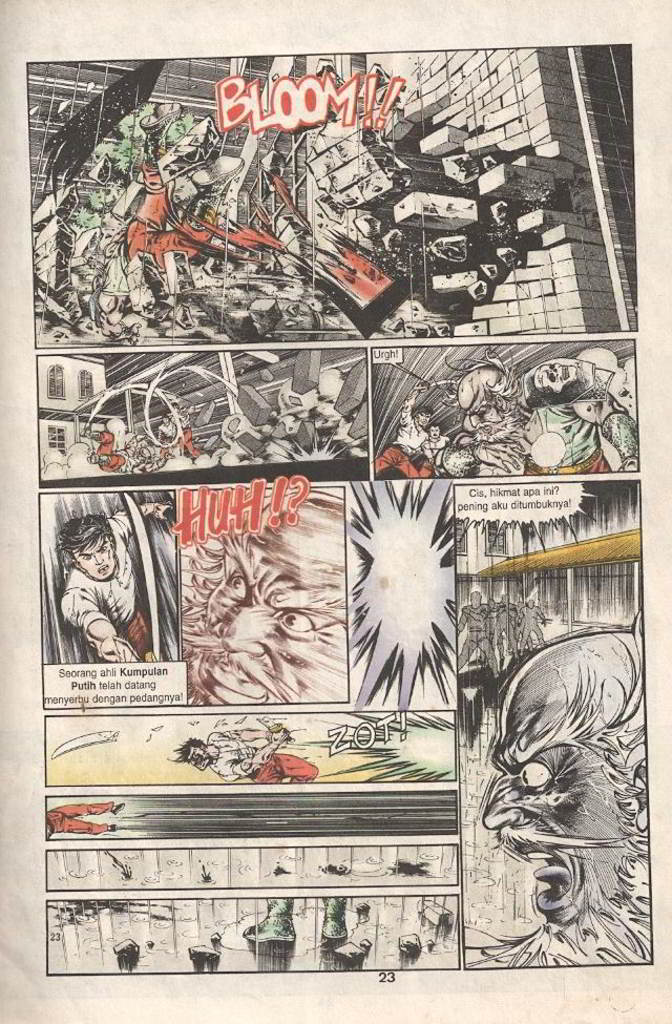 BLOOM!!
Urgh!
HUH!?
Seorang ahli Kumpulan
Putih telah datang
menyerbu dengan pedangnya!
Cis, hikmat apa ini?
pening aku ditumbuknya!
ZOT!
23
23